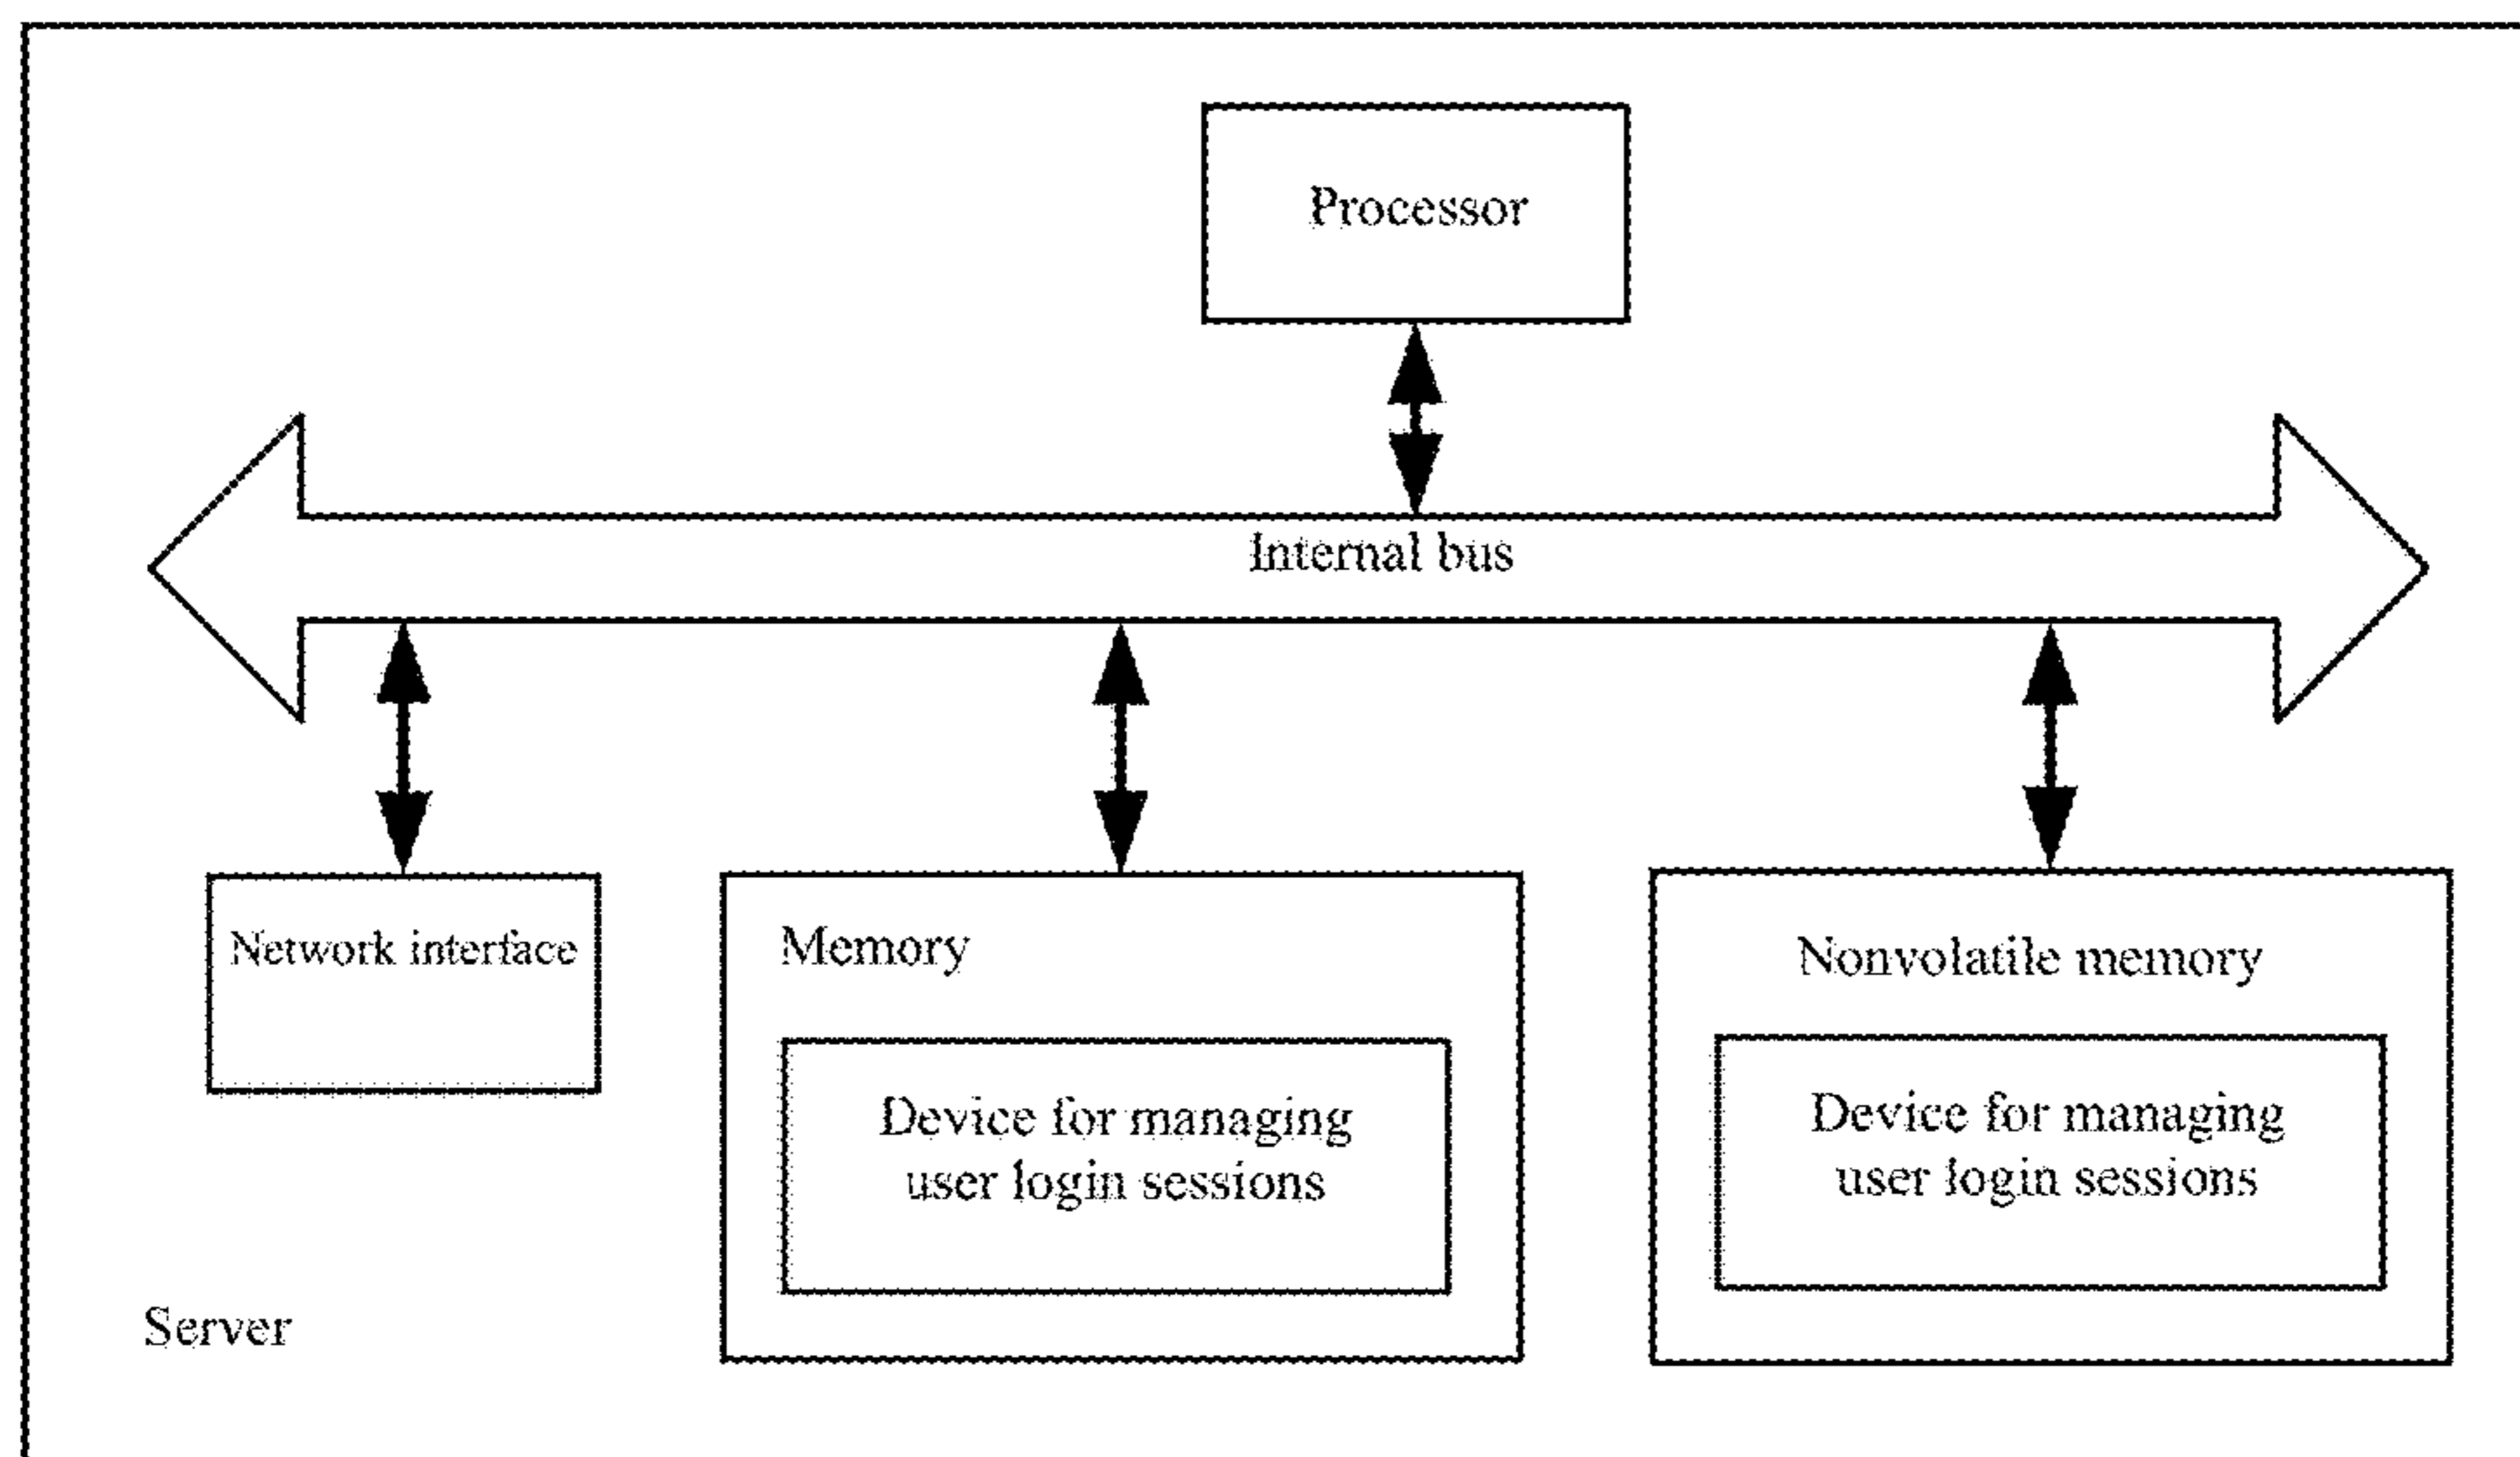 Processor
Internal bus
Network interface
Memory
Device for managing
user login sessions
Nonvolatile memory
Device for managing
user login sessions
Server